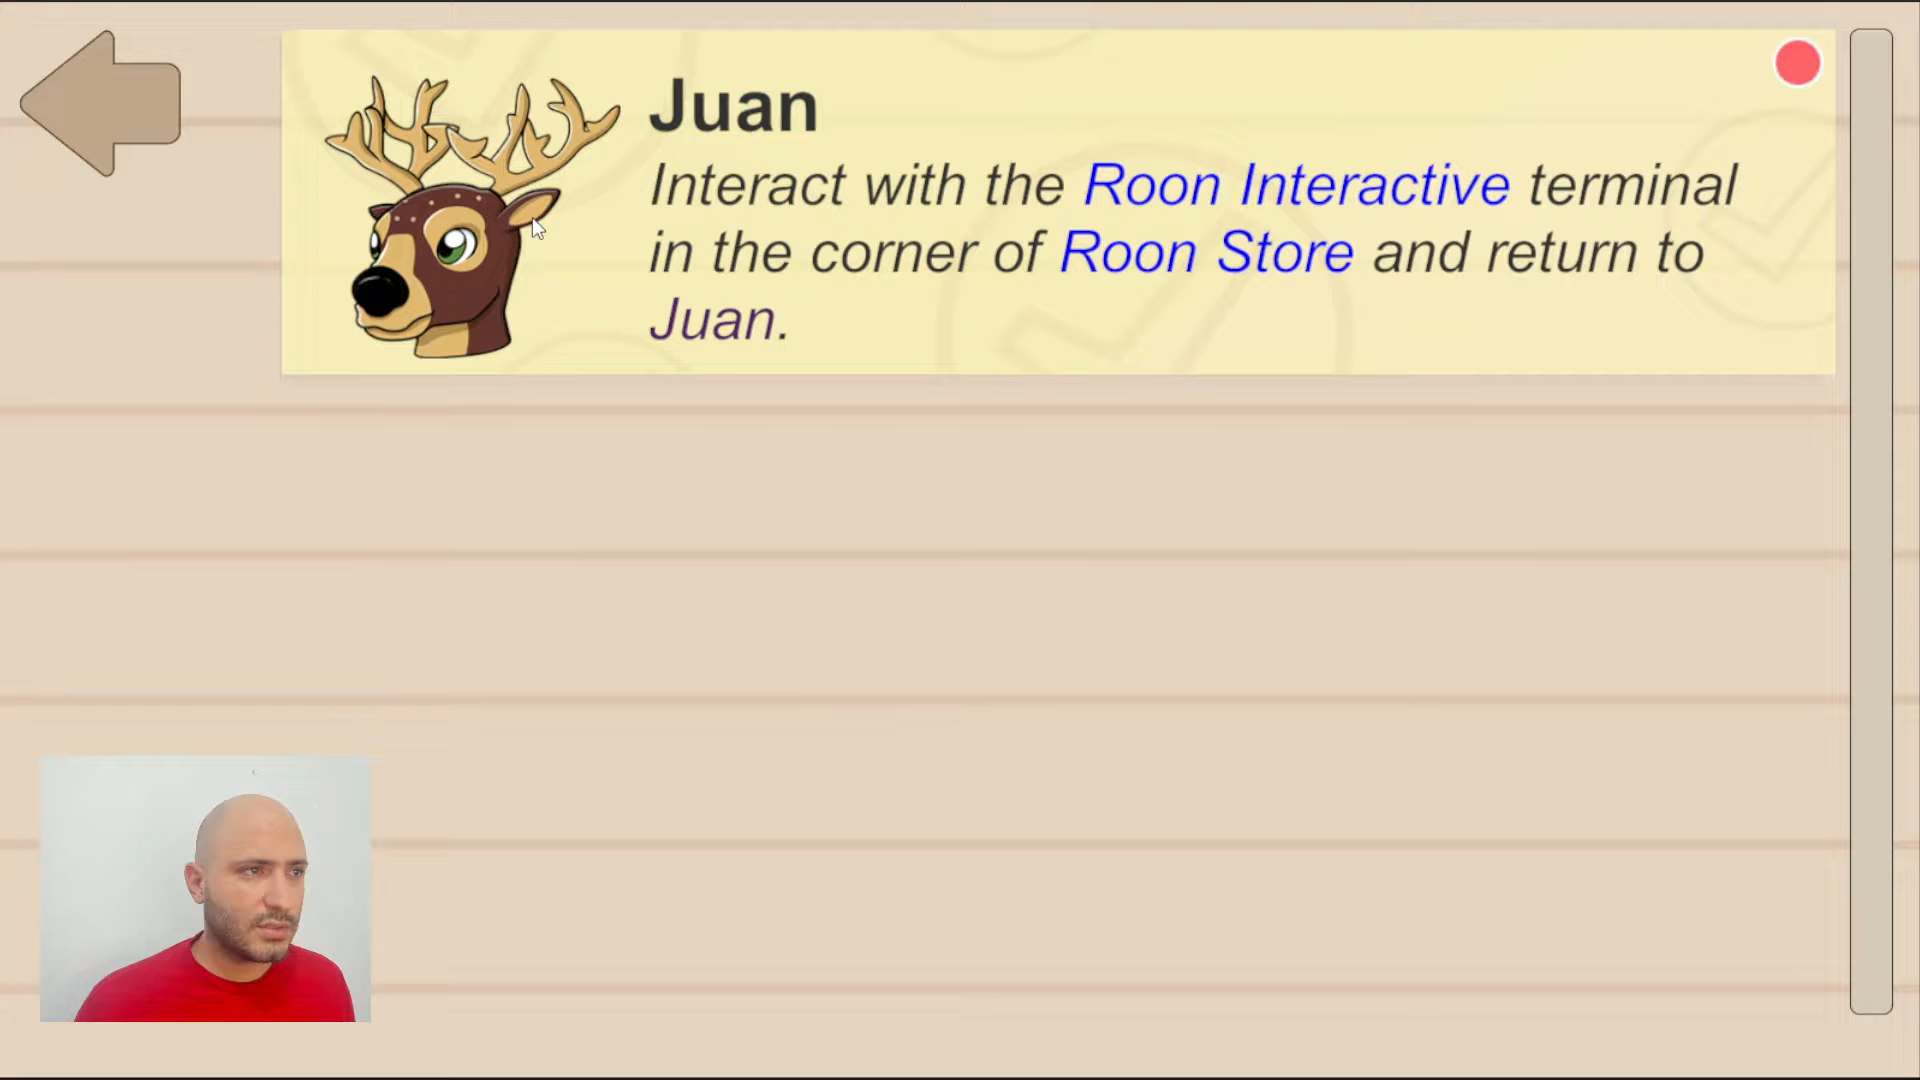 Juan
Interact with the Roon Interactive terminal
in the corner of Roon Store and return to
Juan.